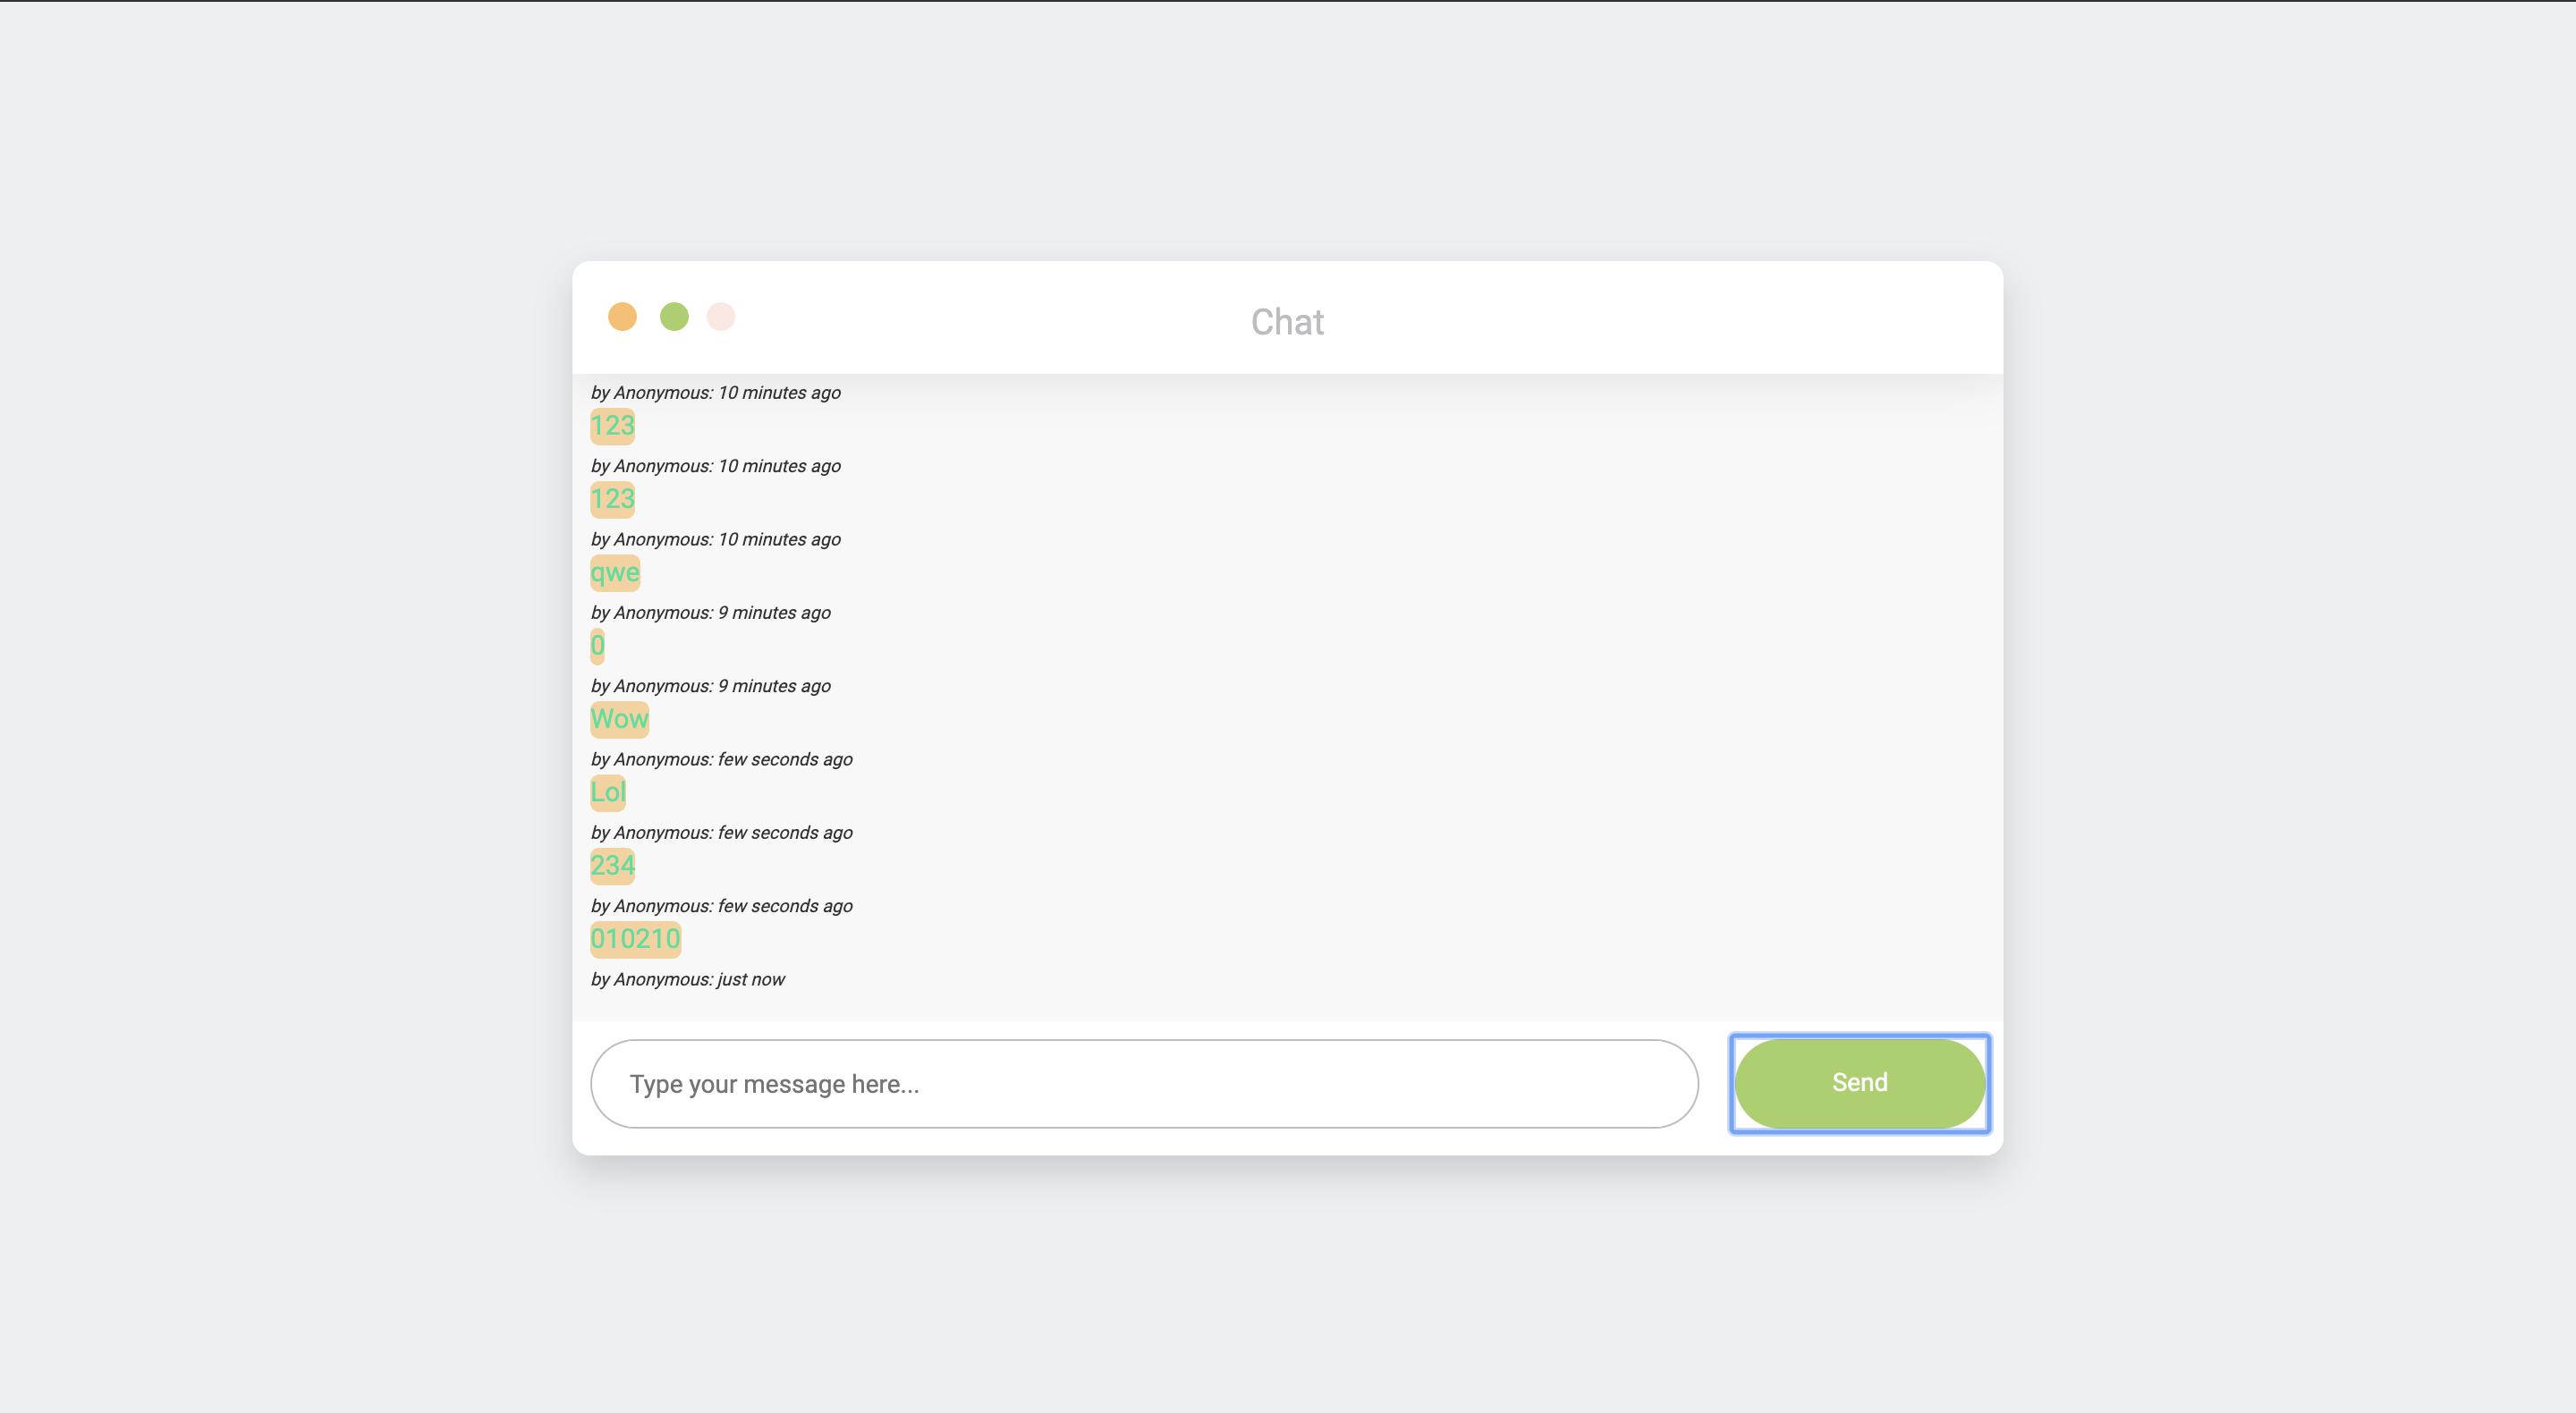 Chat
by Anonymous: 10 minutes ago
123
by Anonymous: 10 minutes ago
123
by Anonymous: 10 minutes ago
qwe
by Anonymous: 9 minutes ago
0
by Anonymous: 9 minutes ago
Wow
by Anonymous: few seconds ago
Lol
by Anonymous: few seconds ago
234
by Anonymous: few seconds ago
010210
by Anonymous: just now
Type your message here...
Send